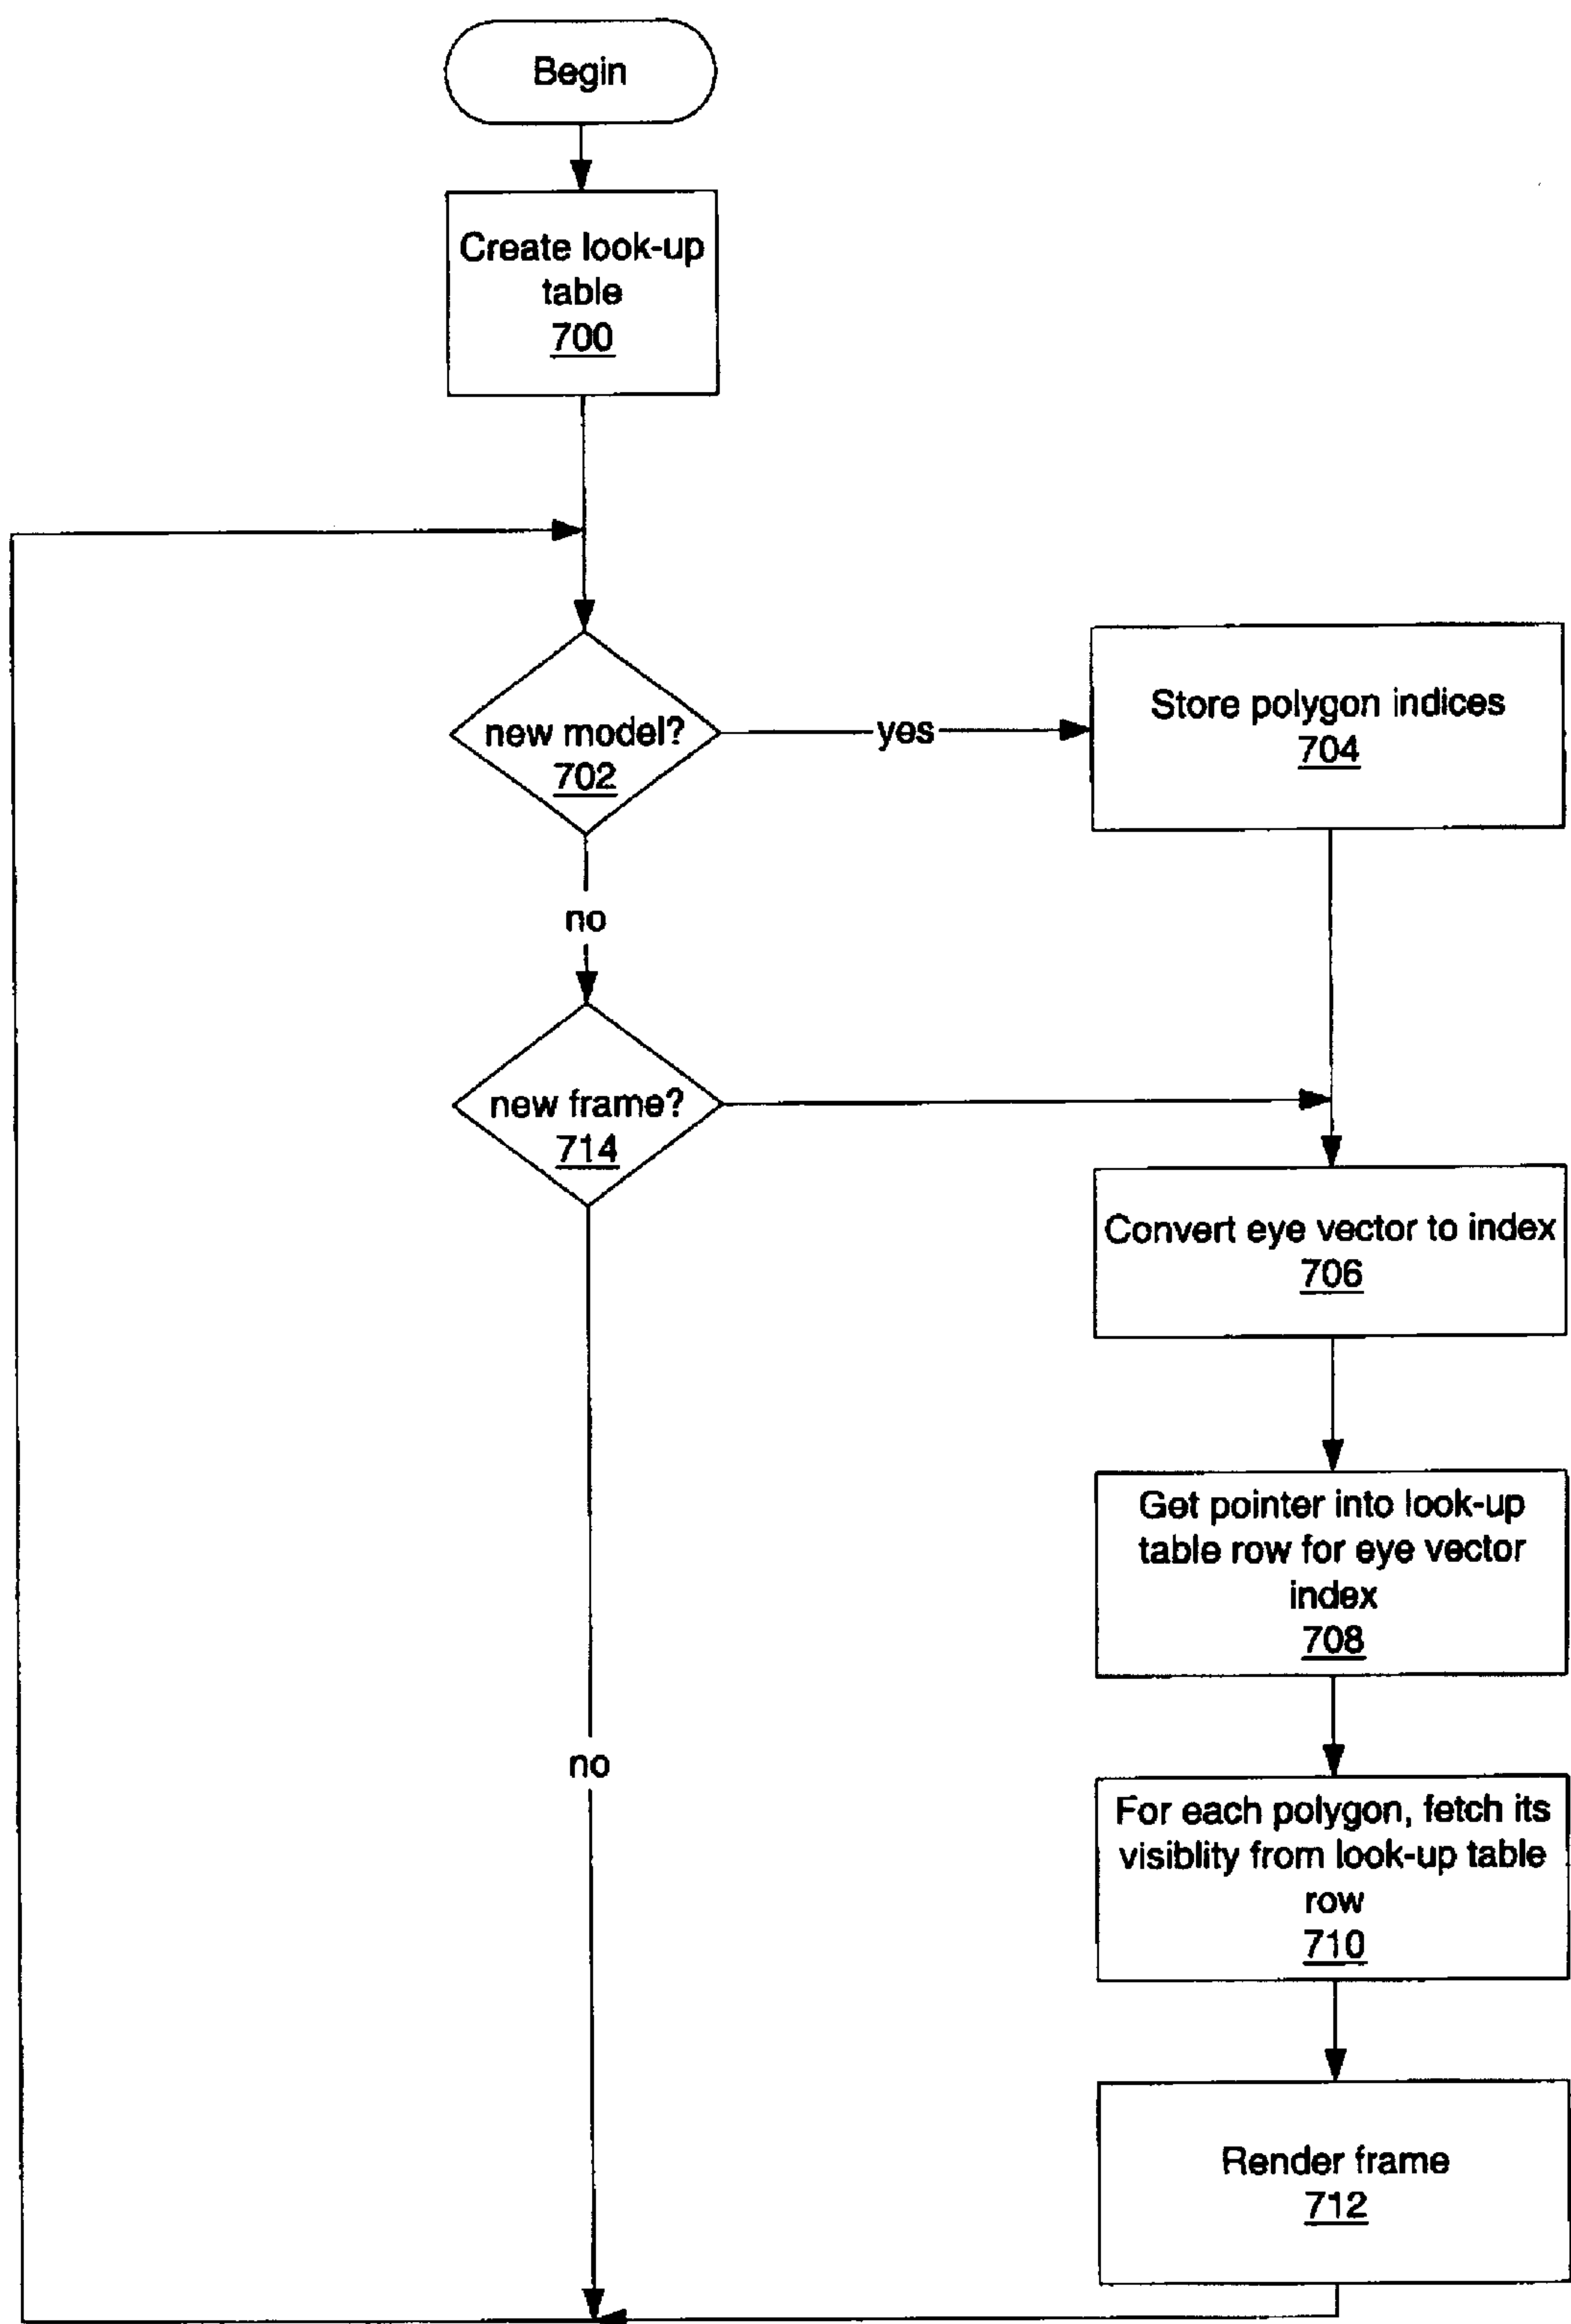 Begin
Create look-up
table
700
new model?
702
yes
Store polygon indices
704
no
new frame?
714
Convert eye vector to index
706
Get pointer into look-up
table row for eye vector
index
708
no
For each polygon, fetch its
visiblity from look-up table
row
710
Render frame
712